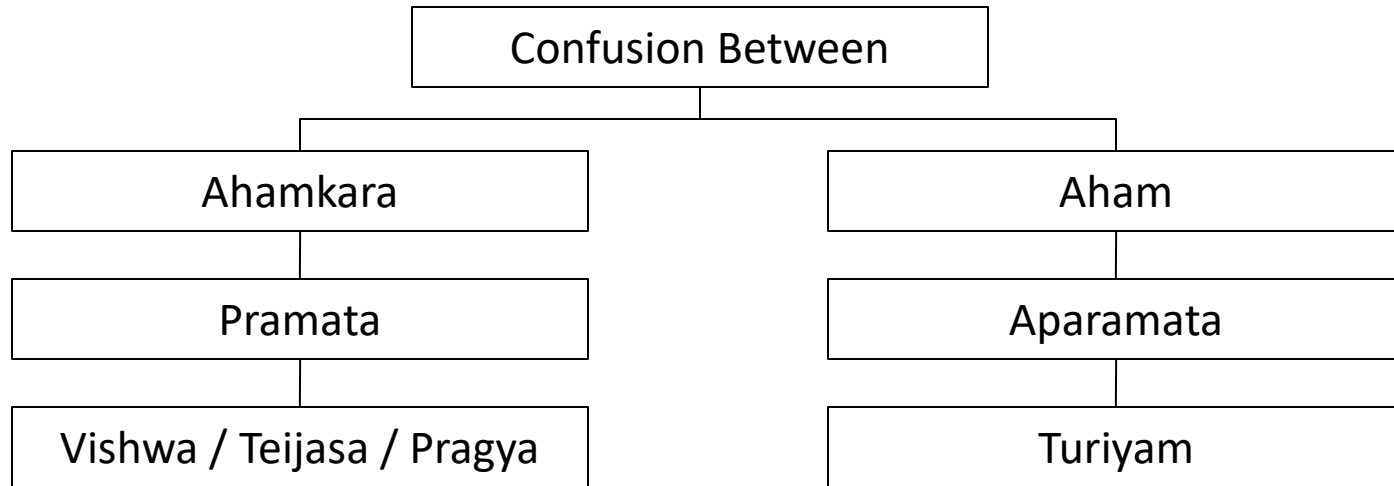 Confusion Between
Ahamkara
Aham
Pramata
Aparamata
Vishwa / Teijasa / Pragya
Turiyam